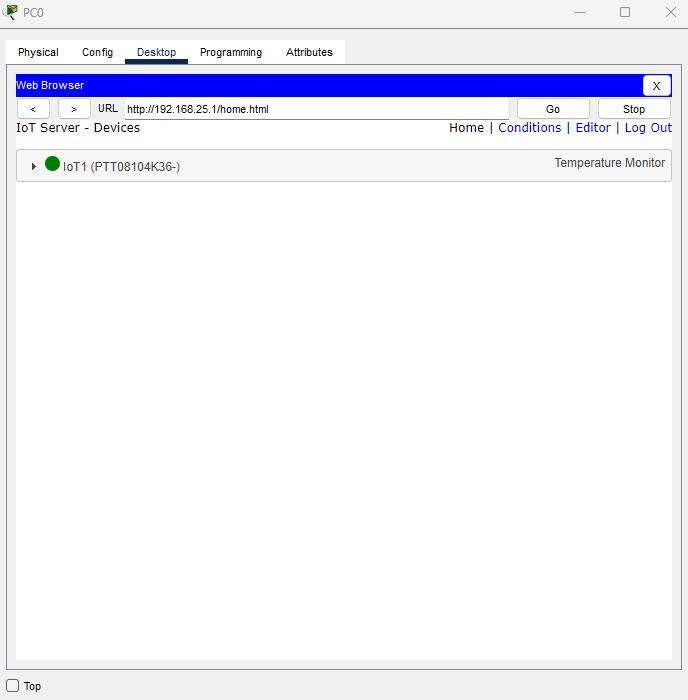 PC0
Physical Config Desktop Programming Attributes
Web Browser X
< > URL http://192.168.25.1/home.html Go Stop
IoT Server - Devices Home | Conditions | Editor | Log Out
IoT1 (PTT08104K36-) Temperature Monitor
Top